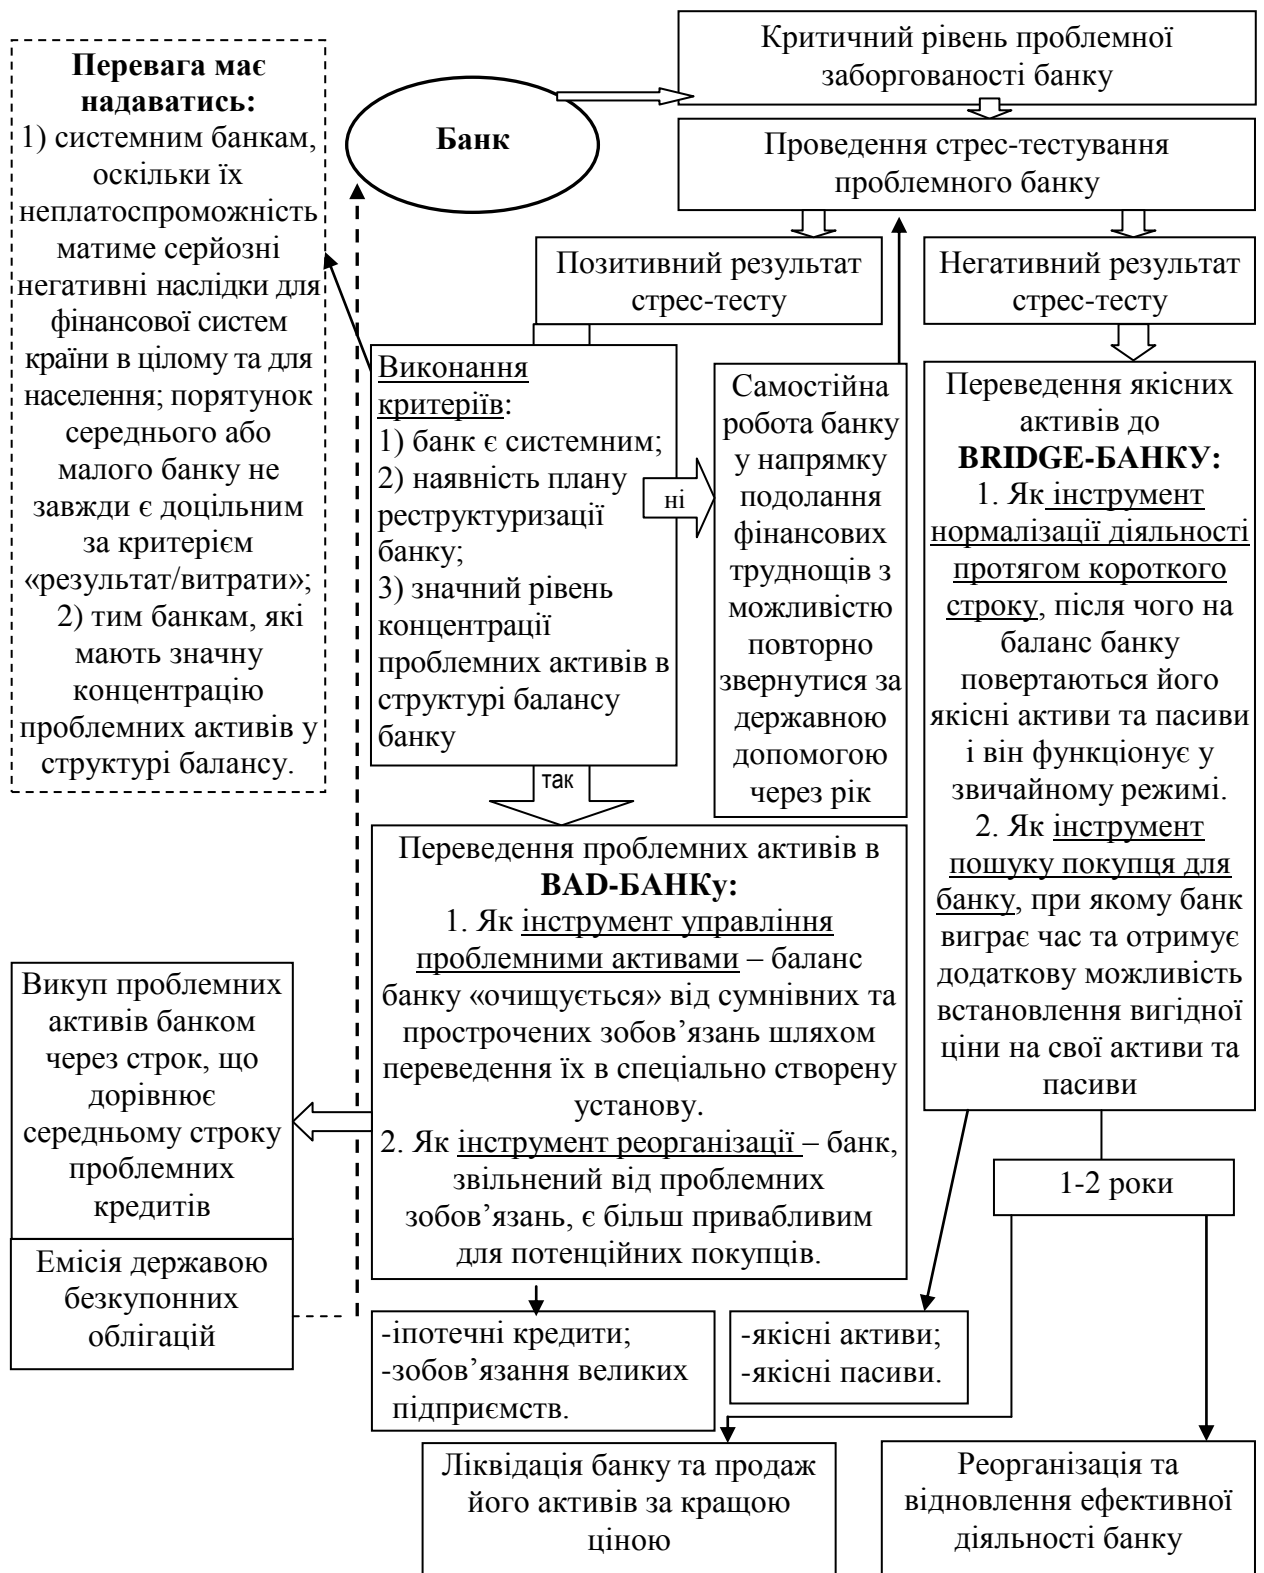 Критичний рівень проблемної
заборгованості банку
Перевага має
надаватись:
1) системним банкам,
оскільки їх
неплатоспроможність
матиме серйозні
негативні наслідки для
фінансової систем
країни в цілому та для
населення; порятунок
середнього або
малого банку не
завжди є доцільним
за критерієм
«результат/витрати»;
2) тим банкам, які
мають значну
концентрацію
проблемних активів у
структурі балансу.
Банк
Проведення стрес-тестування
проблемного банку
Позитивний результат
стрес-тесту
Негативний результат
стрес-тесту
Виконання
критеріїв:
1) банк є системним;
2) наявність плану
реструктуризації
банку;
3) значний рівень
концентрації
проблемних активів в
структурі балансу
банку
ні
Самостійна
робота банку
у напрямку
подолання
фінансових
труднощів з
можливістю
повторно
звернутися за
державною
допомогою
через рік
Переведення якісних
активів до
BRIDGE-БАНКУ:
1. Як інструмент
нормалізації діяльності
протягом короткого
строку, після чого на
баланс банку
повертаються його
якісні активи та пасиви
і він функціонує у
звичайному режимі.
2. Як інструмент
пошуку покупця для
банку, при якому банк
виграє час та отримує
додаткову можливість
встановлення вигідної
ціни на свої активи та
пасиви
так
Переведення проблемних активів в
BAD-БАНКу:
1. Як інструмент управління
проблемними активами – баланс
банку «очищується» від сумнівних та
прострочених зобов’язань шляхом
переведення їх в спеціально створену
установу.
2. Як інструмент реорганізації – банк,
звільнений від проблемних
зобов’язань, є більш привабливим
для потенційних покупців.
Викуп проблемних
активів банком
через строк, що
дорівнює
середньому строку
проблемних
кредитів
Емісія державою
безкупонних
облігацій
1-2 роки
-іпотечні кредити;
-зобов’язання великих
підприємств.
-якісні активи;
-якісні пасиви.
Ліквідація банку та продаж
його активів за кращою
ціною
Реорганізація та
відновлення ефективної
діяльності банку